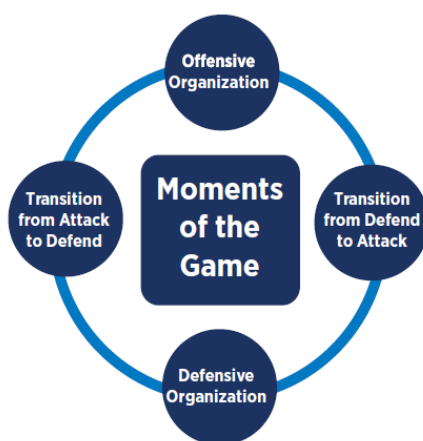 Offensive
Organization
Transition
from Attack
to Defend
Moments
of the
Game
Transition
from Defend
to Attack
Defensive
Organization